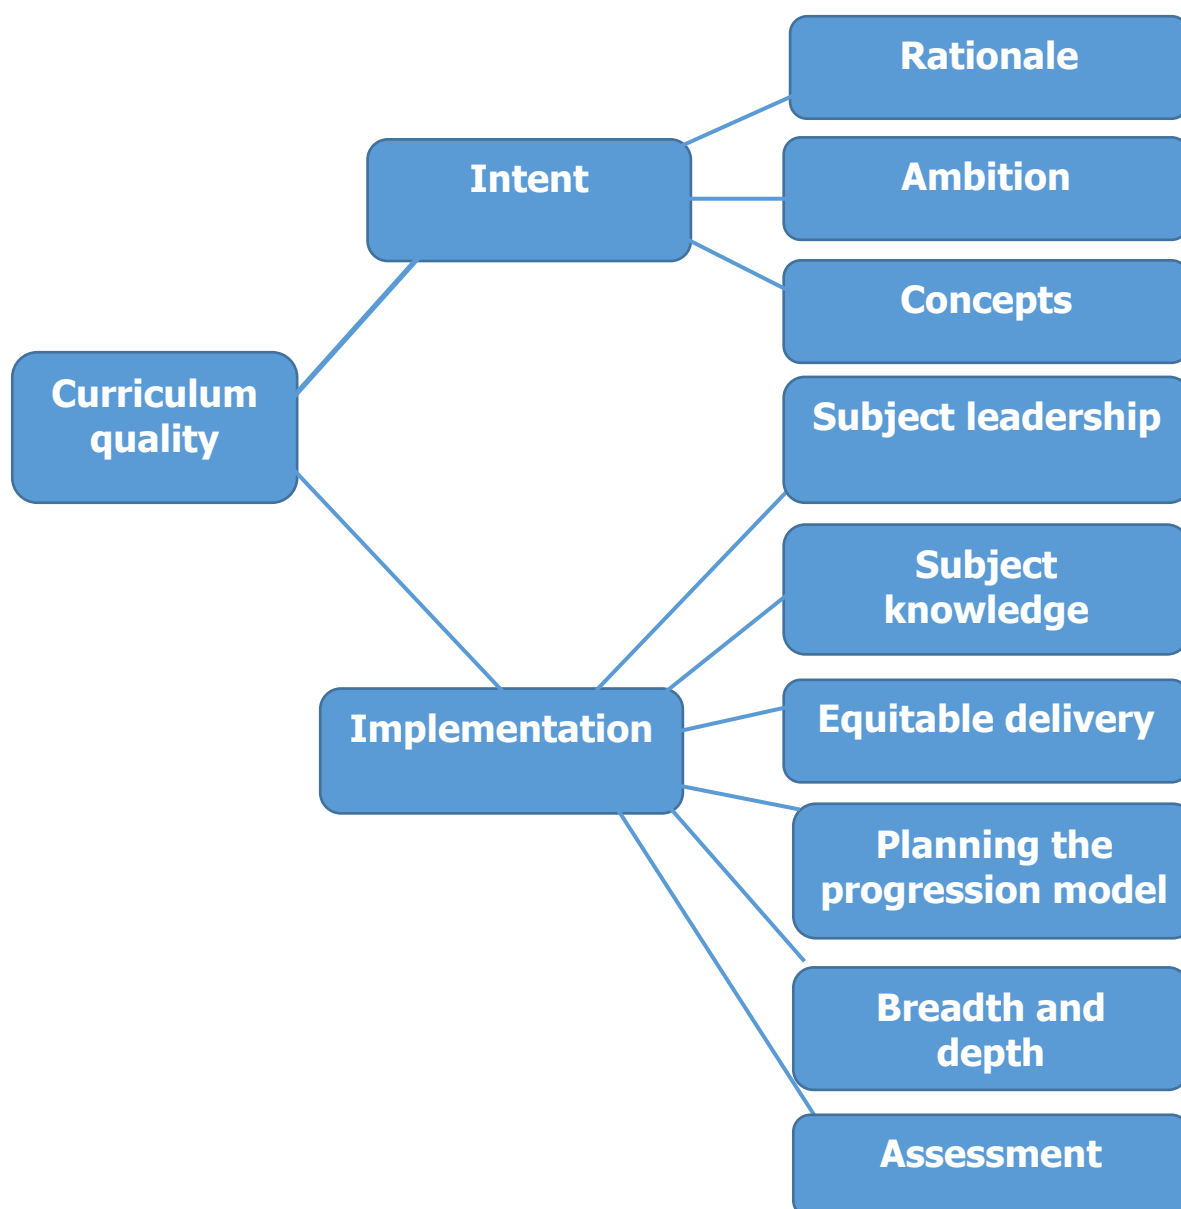 Rationale
Intent
Ambition
Concepts
Curriculum
quality
Subject leadership
Subject
knowledge
Implementation
Equitable delivery
Planning the
progression model
Breadth and
depth
Assessment